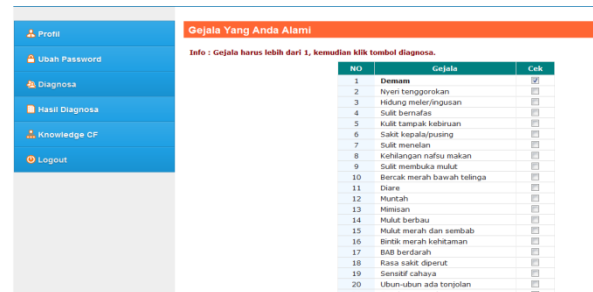 Profil
Ubah Password
Diagnosa
Hasil Diagnosa
Knowledge CF
Logout
Gejala Yang Anda Alami
Info : Gejala harus lebih dari 1, kemudian klik tombol diagnosa.
NO Gejala Cek
1 Demam
2 Nyeri tenggorokan
3 Hidung meler/ingusan
4 Sulit bernafas
5 Kulit tampak kebiruan
6 Sakit kepala/pusing
7 Sulit menelan
8 Kehilangan nafsu makan
9 Sulit membuka mulut
10 Bercak merah bawah telinga
11 Diare
12 Muntah
13 Mimisan
14 Mulut berbau
15 Mulut merah dan sembab
16 Bintik merah kehitaman
17 BAB berdarah
18 Rasa sakit diperut
19 Sensitif cahaya
20 Ubun-ubun ada tonjolan